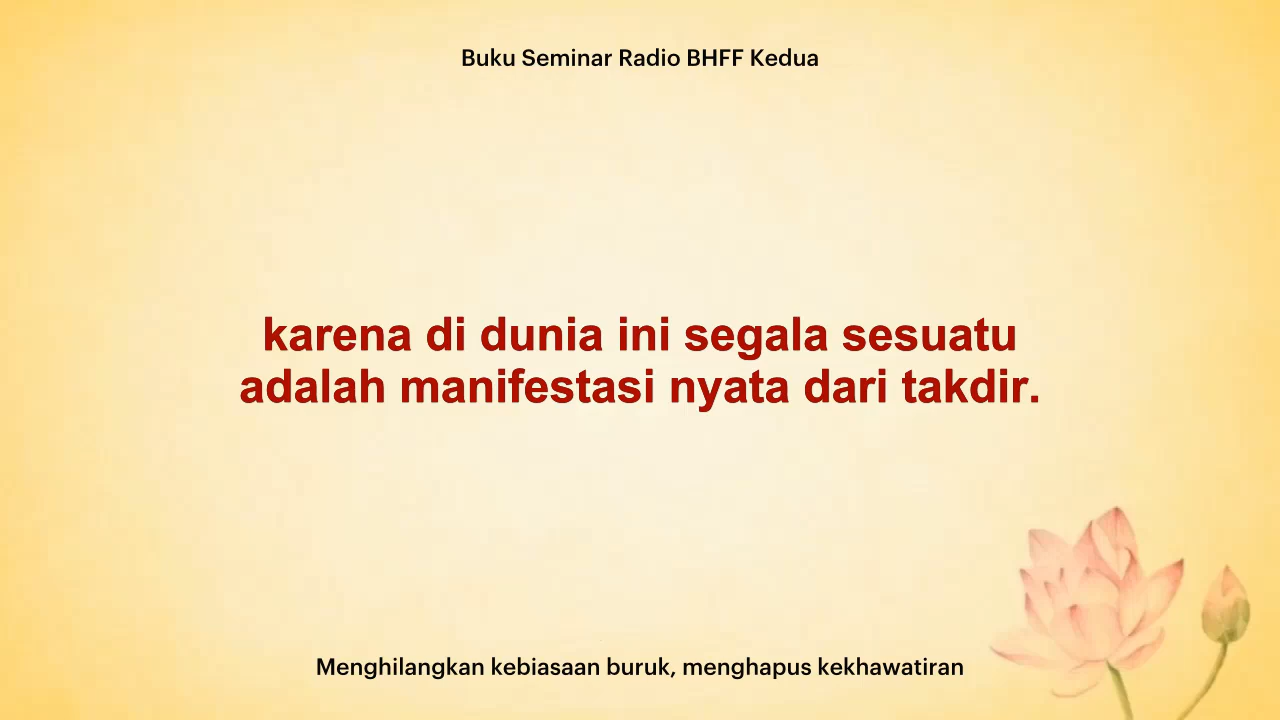 Buku Seminar Radio BHFF Kedua
karena di dunia ini segala sesuatu
adalah manifestasi nyata dari takdir.
Menghilangkan kebiasaan buruk, menghapus kekhawatiran